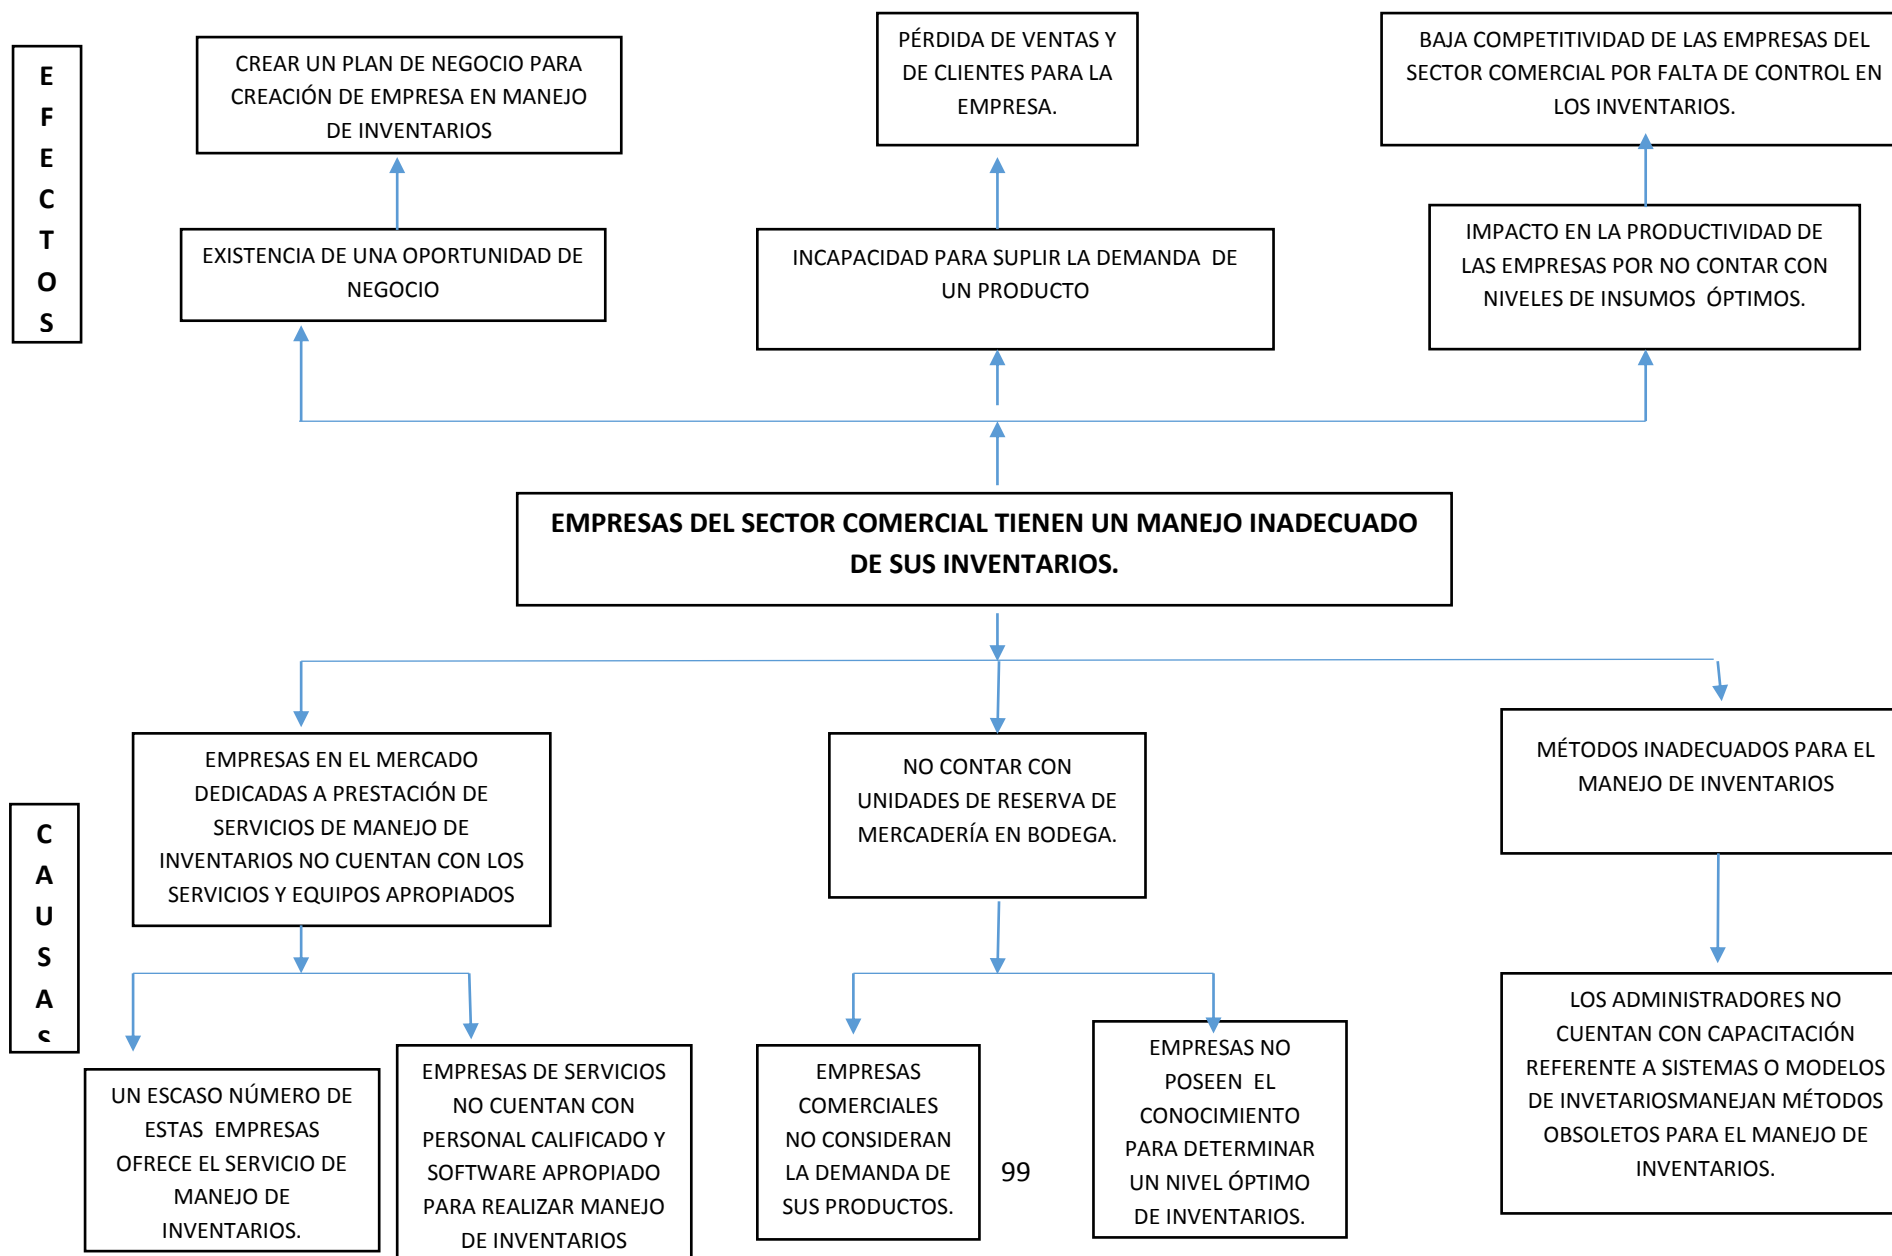 E
F
E
C
T
O
S
CREAR UN PLAN DE NEGOCIO PARA
CREACIÓN DE EMPRESA EN MANEJO
DE INVENTARIOS
PÉRDIDA DE VENTAS Y
DE CLIENTES PARA LA
EMPRESA.
BAJA COMPETITIVIDAD DE LAS EMPRESAS DEL
SECTOR COMERCIAL POR FALTA DE CONTROL EN
LOS INVENTARIOS.
EXISTENCIA DE UNA OPORTUNIDAD DE
NEGOCIO
INCAPACIDAD PARA SUPLIR LA DEMANDA  DE
UN PRODUCTO
IMPACTO EN LA PRODUCTIVIDAD DE
LAS EMPRESAS POR NO CONTAR CON
NIVELES DE INSUMOS  ÓPTIMOS.
EMPRESAS DEL SECTOR COMERCIAL TIENEN UN MANEJO INADECUADO
DE SUS INVENTARIOS.
C
A
U
S
A
S
EMPRESAS EN EL MERCADO
DEDICADAS A PRESTACIÓN DE
SERVICIOS DE MANEJO DE
INVENTARIOS NO CUENTAN CON LOS
SERVICIOS Y EQUIPOS APROPIADOS
NO CONTAR CON
UNIDADES DE RESERVA DE
MERCADERÍA EN BODEGA.
MÉTODOS INADECUADOS PARA EL
MANEJO DE INVENTARIOS
UN ESCASO NÚMERO DE
ESTAS  EMPRESAS
OFRECE EL SERVICIO DE
MANEJO DE
INVENTARIOS.
EMPRESAS DE SERVICIOS
NO CUENTAN CON
PERSONAL CALIFICADO Y
SOFTWARE APROPIADO
PARA REALIZAR MANEJO
DE INVENTARIOS
EMPRESAS
COMERCIALES
NO CONSIDERAN
LA DEMANDA DE
SUS PRODUCTOS.
99
EMPRESAS NO
POSEEN  EL
CONOCIMIENTO
PARA DETERMINAR
UN NIVEL ÓPTIMO
DE INVENTARIOS.
LOS ADMINISTRADORES NO
CUENTAN CON CAPACITACIÓN
REFERENTE A SISTEMAS O MODELOS
DE INVETARIOSMANEJAN MÉTODOS
OBSOLETOS PARA EL MANEJO DE
INVENTARIOS.